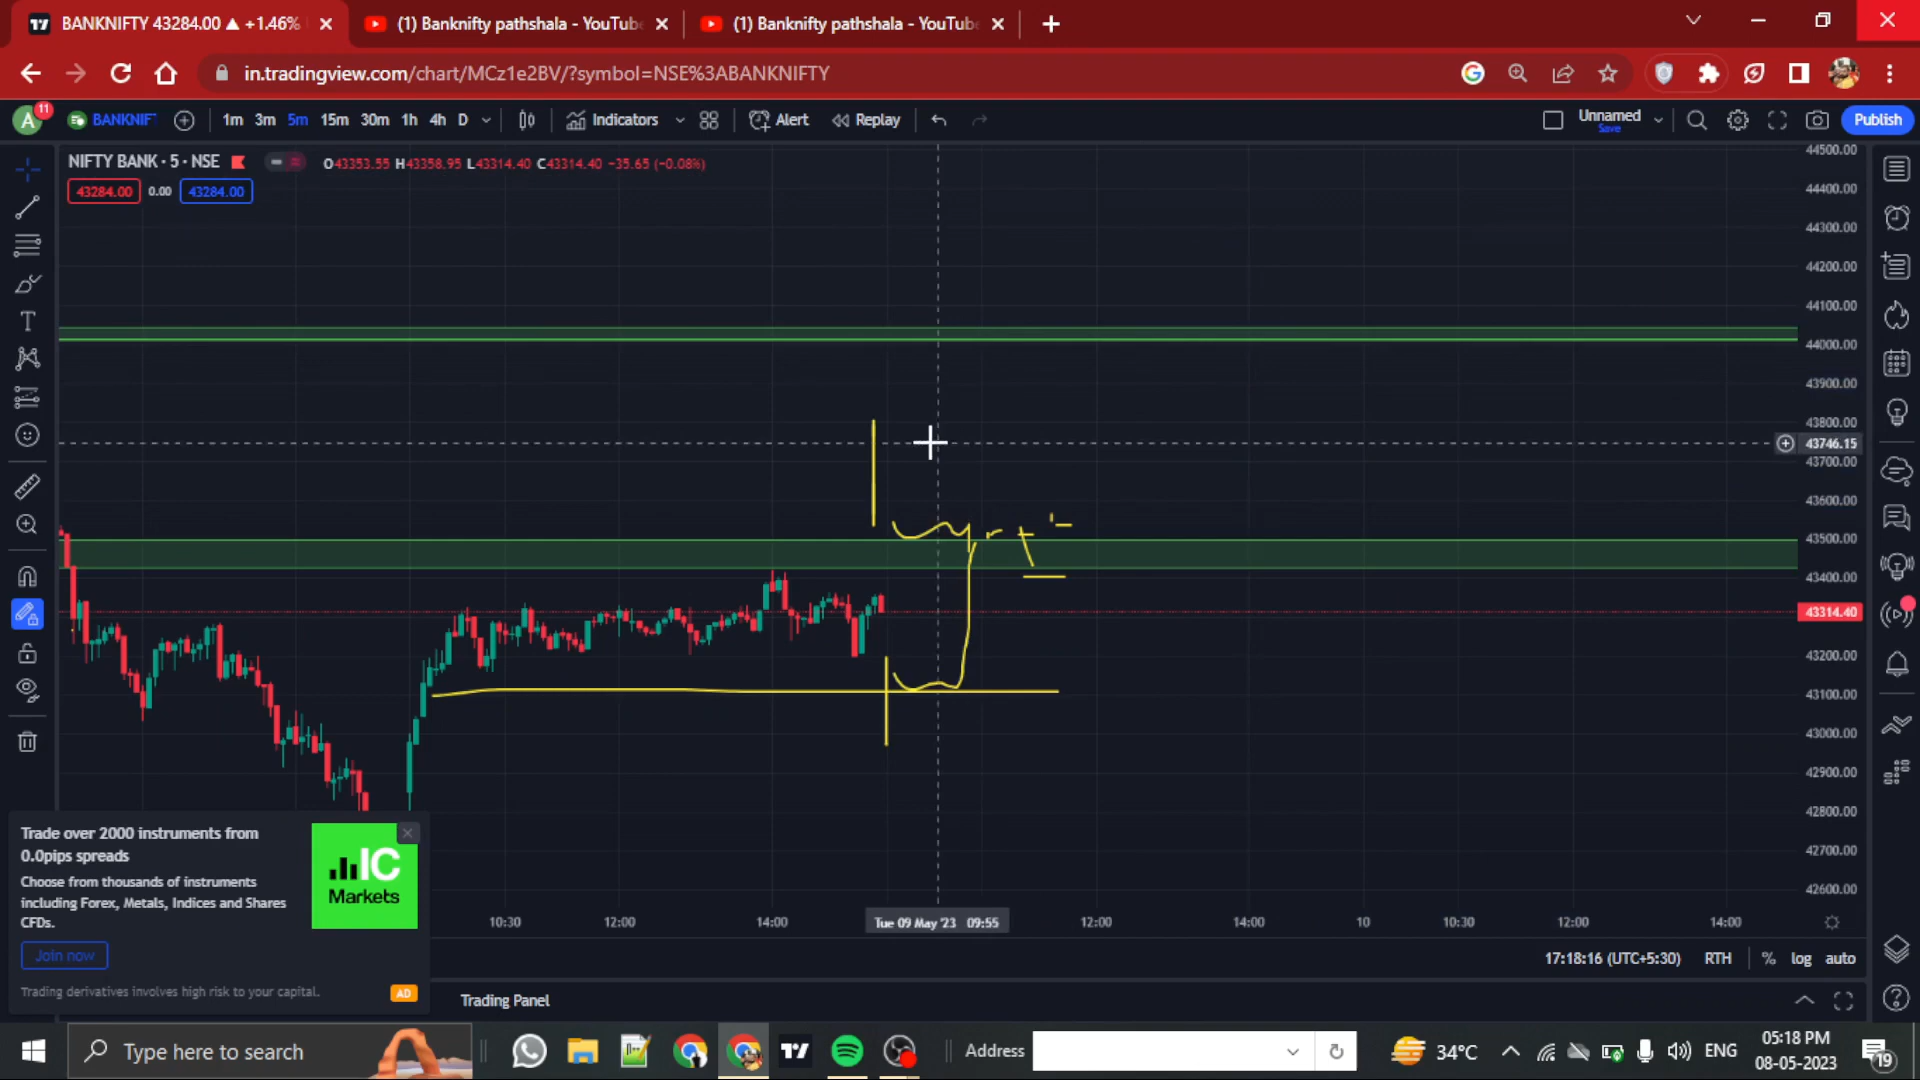 BANKNIFTY 43284.00 ▲ +1.46%
(1) Banknifty pathshala - YouTub
(1) Banknifty pathshala - YouTub
in.tradingview.com/chart/MCz1e2BV/?symbol=NSE%3ABANKNIFTY
A 11 BANKNIFT 1m 3m 5m 15m 30m 1h 4h D Indicators Alert Replay Unnamed Save Publish
NIFTY BANK · 5 · NSE O43353.55 H43358.95 L43314.40 C43314.40 −35.65 (−0.08%)
43284.00 0.00 43284.00
44500.00
44400.00
44300.00
44200.00
44100.00
44000.00
43900.00
43800.00
43746.15
43700.00
43600.00
43500.00
43400.00
43314.40
43200.00
43100.00
43000.00
42900.00
42800.00
42700.00
42600.00
Trade over 2000 instruments from
0.0pips spreads
Choose from thousands of instruments
including Forex, Metals, Indices and Shares
CFDs.
IC
Markets
Join now
Trading derivatives involves high risk to your capital.
AD
10:30 12:00 14:00 Tue 09 May '23 09:55 12:00 14:00 10 10:30 12:00 14:00
17:18:16 (UTC+5:30) RTH % log auto
Trading Panel
Type here to search
Address
34°C
ENG
05:18 PM
08-05-2023
19